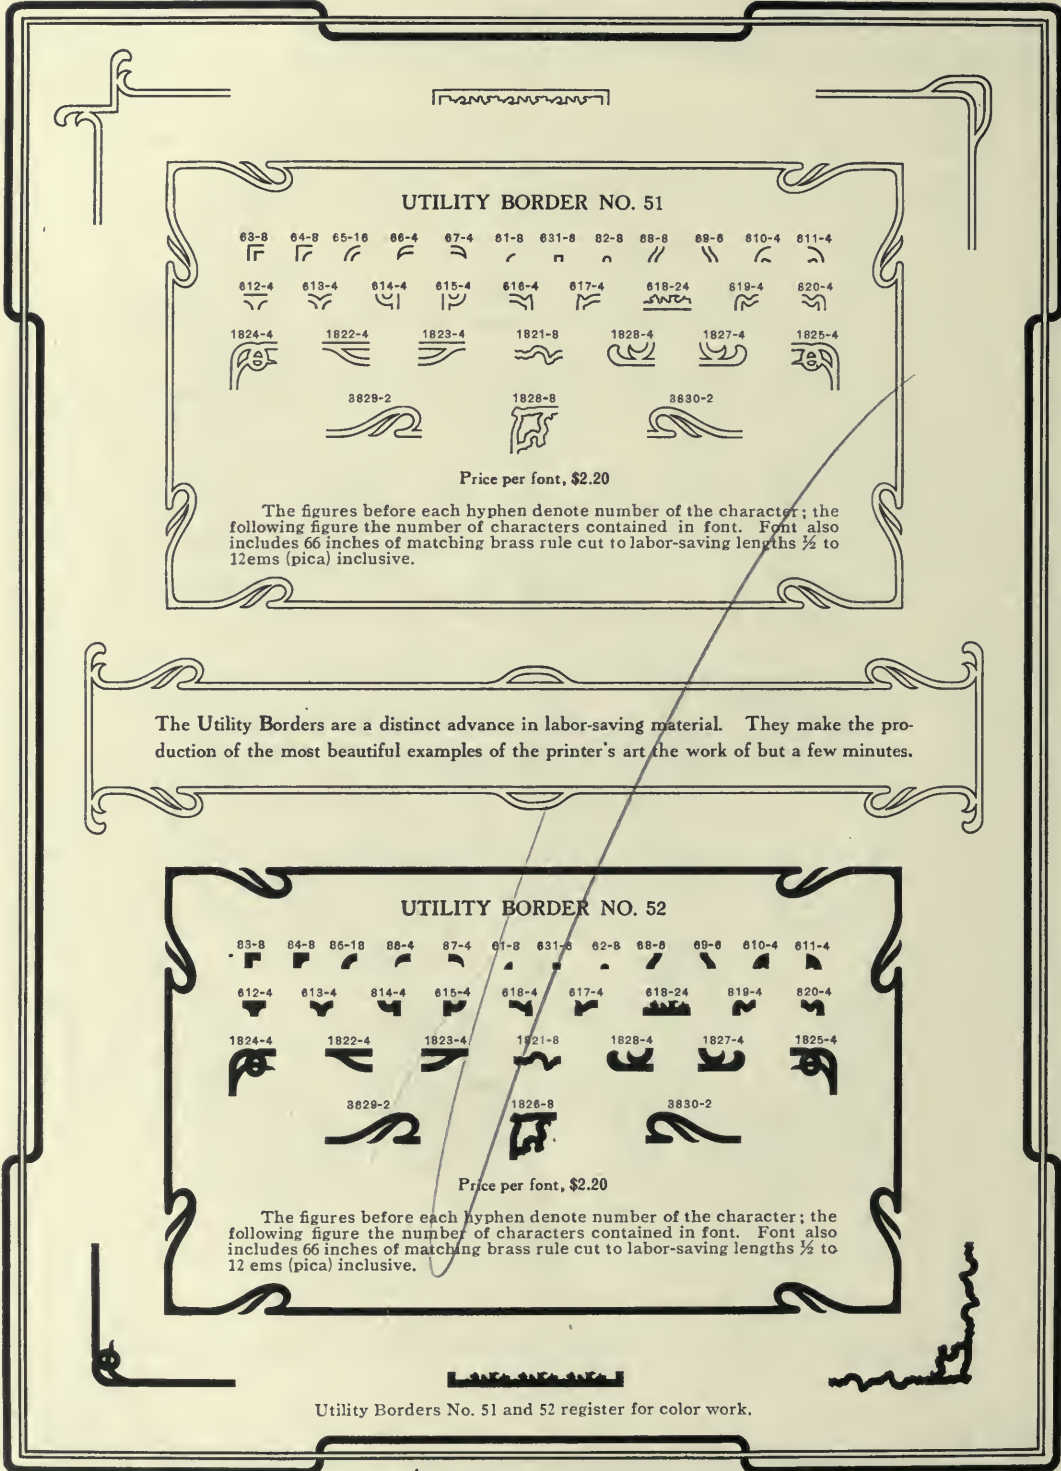 UTILITY BORDER NO. 51
63-8 64-8 65-16 66-4 67-4 61-8 631-8 62-8 68-8 69-6 610-4 611-4
612-4 613-4 614-4 615-4 616-4 617-4 618-24 619-4 620-4
1824-4 1822-4 1823-4 1821-8 1828-4 1827-4 1825-4
3629-2 1826-8 3630-2
Price per font, $2.20
The figures before each hyphen denote number of the character; the
following figure the number of characters contained in font. Font also
includes 66 inches of matching brass rule cut to labor-saving lengths ½ to
12ems (pica) inclusive.
The Utility Borders are a distinct advance in labor-saving material. They make the pro-
duction of the most beautiful examples of the printer's art the work of but a few minutes.
UTILITY BORDER NO. 52
63-8 64-8 65-16 66-4 67-4 61-8 631-8 62-8 68-6 69-6 610-4 611-4
612-4 613-4 614-4 615-4 616-4 617-4 618-24 619-4 620-4
1824-4 1822-4 1823-4 1821-8 1828-4 1827-4 1825-4
3629-2 1826-8 3630-2
Price per font, $2.20
The figures before each hyphen denote number of the character; the
following figure the number of characters contained in font. Font also
includes 66 inches of matching brass rule cut to labor-saving lengths ½ to
12 ems (pica) inclusive.
Utility Borders No. 51 and 52 register for color work.